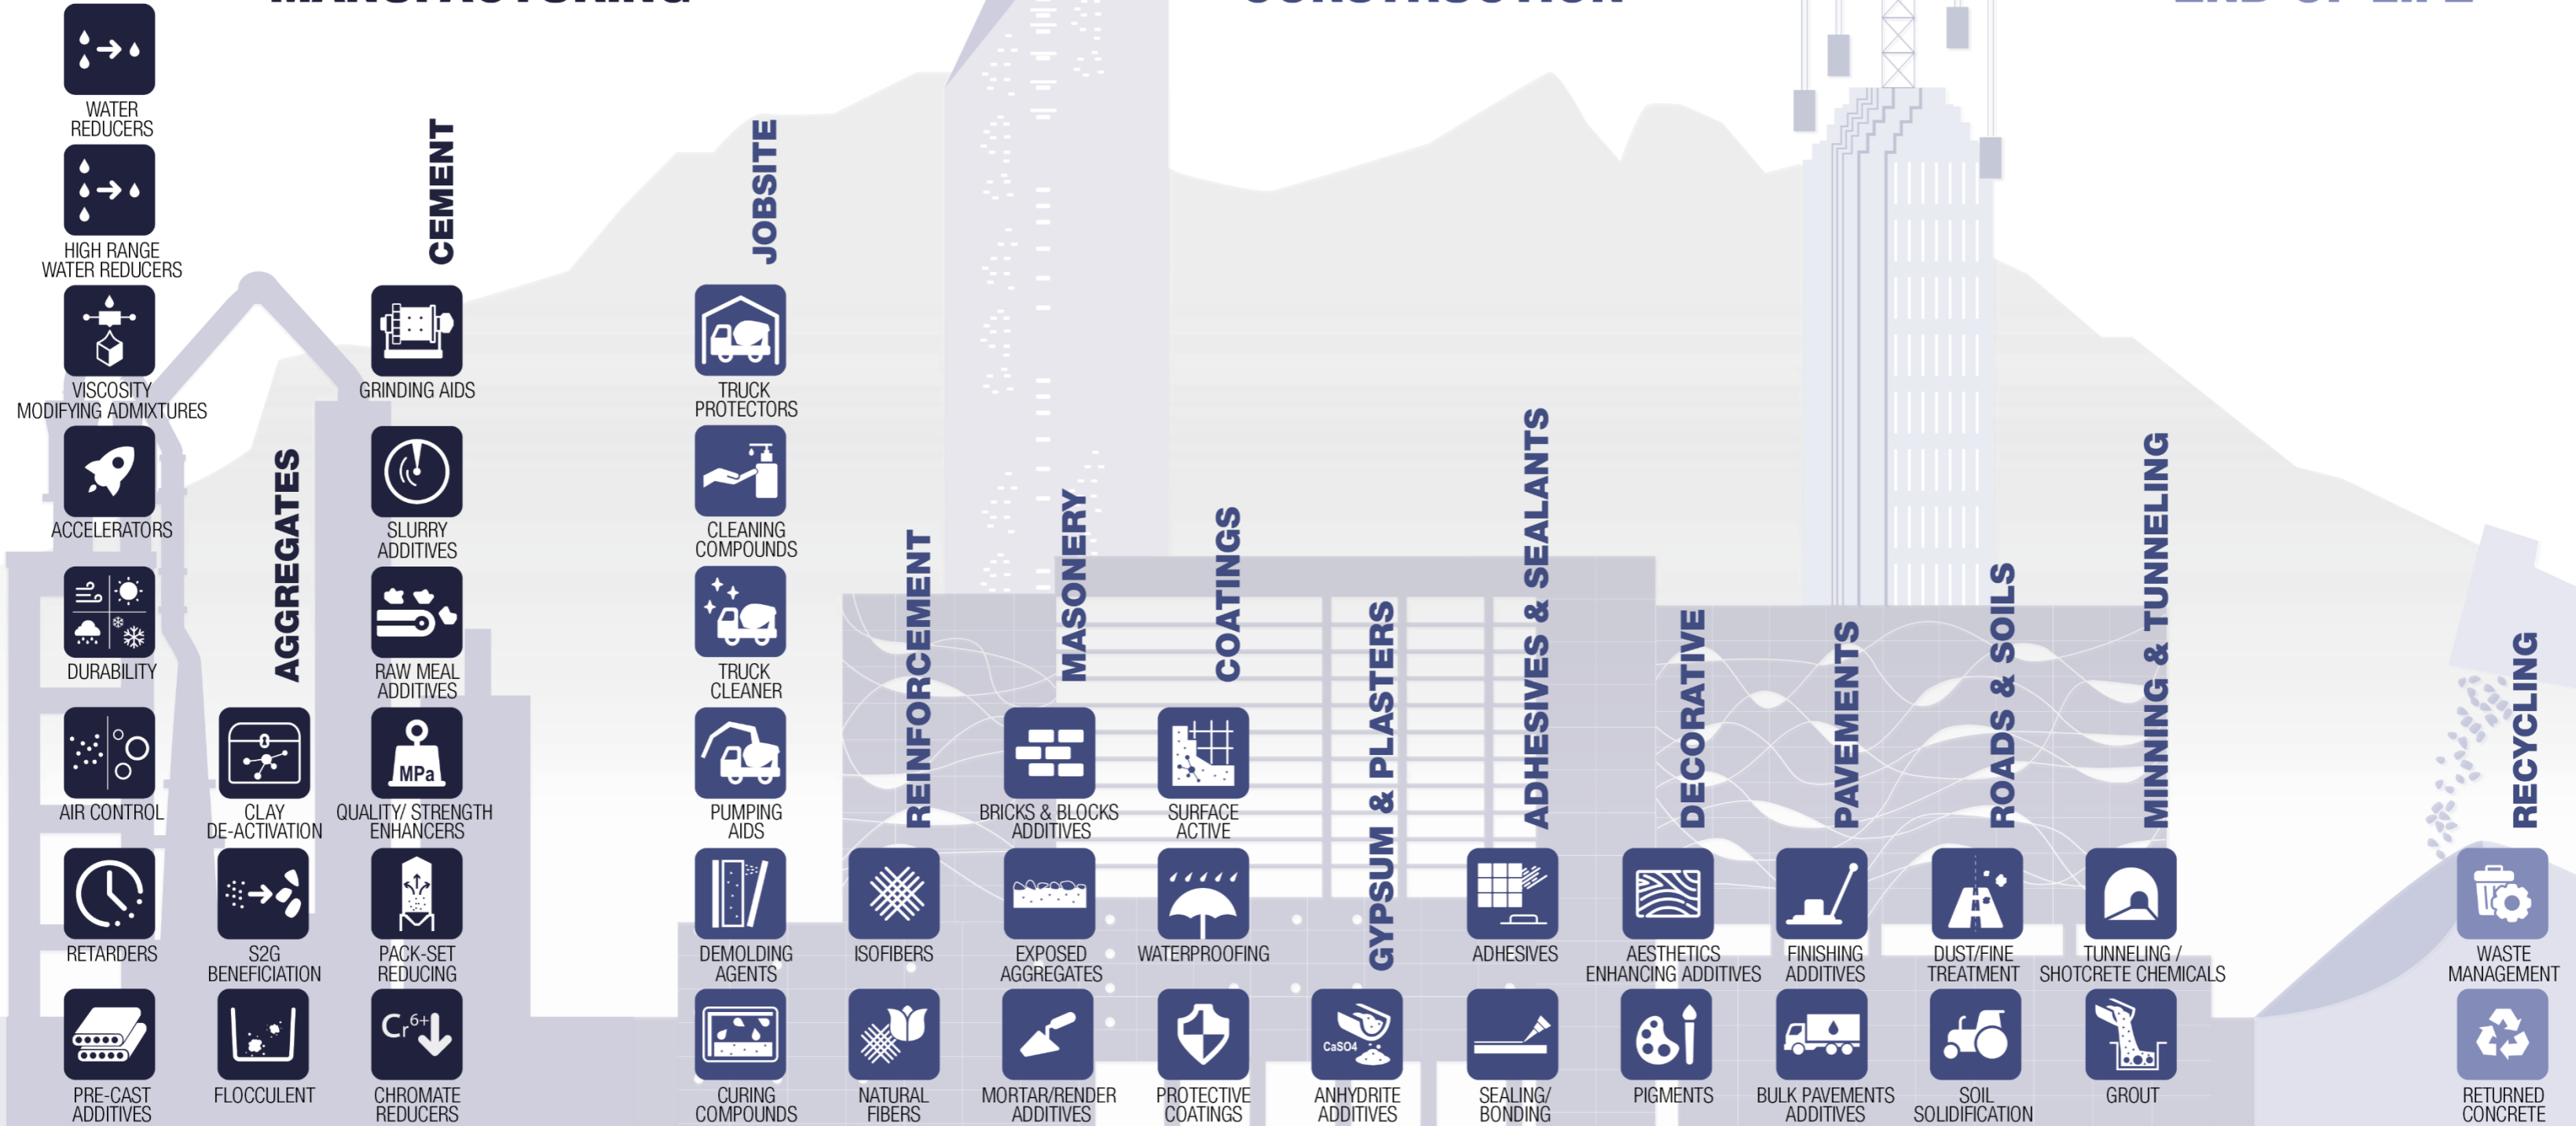 MANUFACTURING
CONSTRUCTION
END OF LIFE
WATER
REDUCERS
HIGH RANGE
WATER REDUCERS
VISCOSITY
MODIFYING ADMIXTURES
ACCELERATORS
DURABILITY
AIR CONTROL
RETARDERS
PRE-CAST
ADDITIVES
AGGREGATES
CLAY
DE-ACTIVATION
S2G
BENEFICIATION
FLOCCULENT
CEMENT
GRINDING AIDS
SLURRY
ADDITIVES
RAW MEAL
ADDITIVES
MPa
QUALITY/ STRENGTH
ENHANCERS
PACK-SET
REDUCING
Cr6+
CHROMATE
REDUCERS
JOBSITE
TRUCK
PROTECTORS
CLEANING
COMPOUNDS
TRUCK
CLEANER
PUMPING
AIDS
DEMOLDING
AGENTS
CURING
COMPOUNDS
REINFORCEMENT
ISOFIBERS
NATURAL
FIBERS
MASONERY
BRICKS & BLOCKS
ADDITIVES
EXPOSED
AGGREGATES
MORTAR/RENDER
ADDITIVES
COATINGS
SURFACE
ACTIVE
WATERPROOFING
PROTECTIVE
COATINGS
GYPSUM & PLASTERS
CaSO4
ANHYDRITE
ADDITIVES
ADHESIVES & SEALANTS
ADHESIVES
SEALING/
BONDING
DECORATIVE
AESTHETICS
ENHANCING ADDITIVES
PIGMENTS
PAVEMENTS
FINISHING
ADDITIVES
BULK PAVEMENTS
ADDITIVES
ROADS & SOILS
DUST/FINE
TREATMENT
SOIL
SOLIDIFICATION
MINNING & TUNNELING
TUNNELING /
SHOTCRETE CHEMICALS
GROUT
RECYCLING
WASTE
MANAGEMENT
RETURNED
CONCRETE